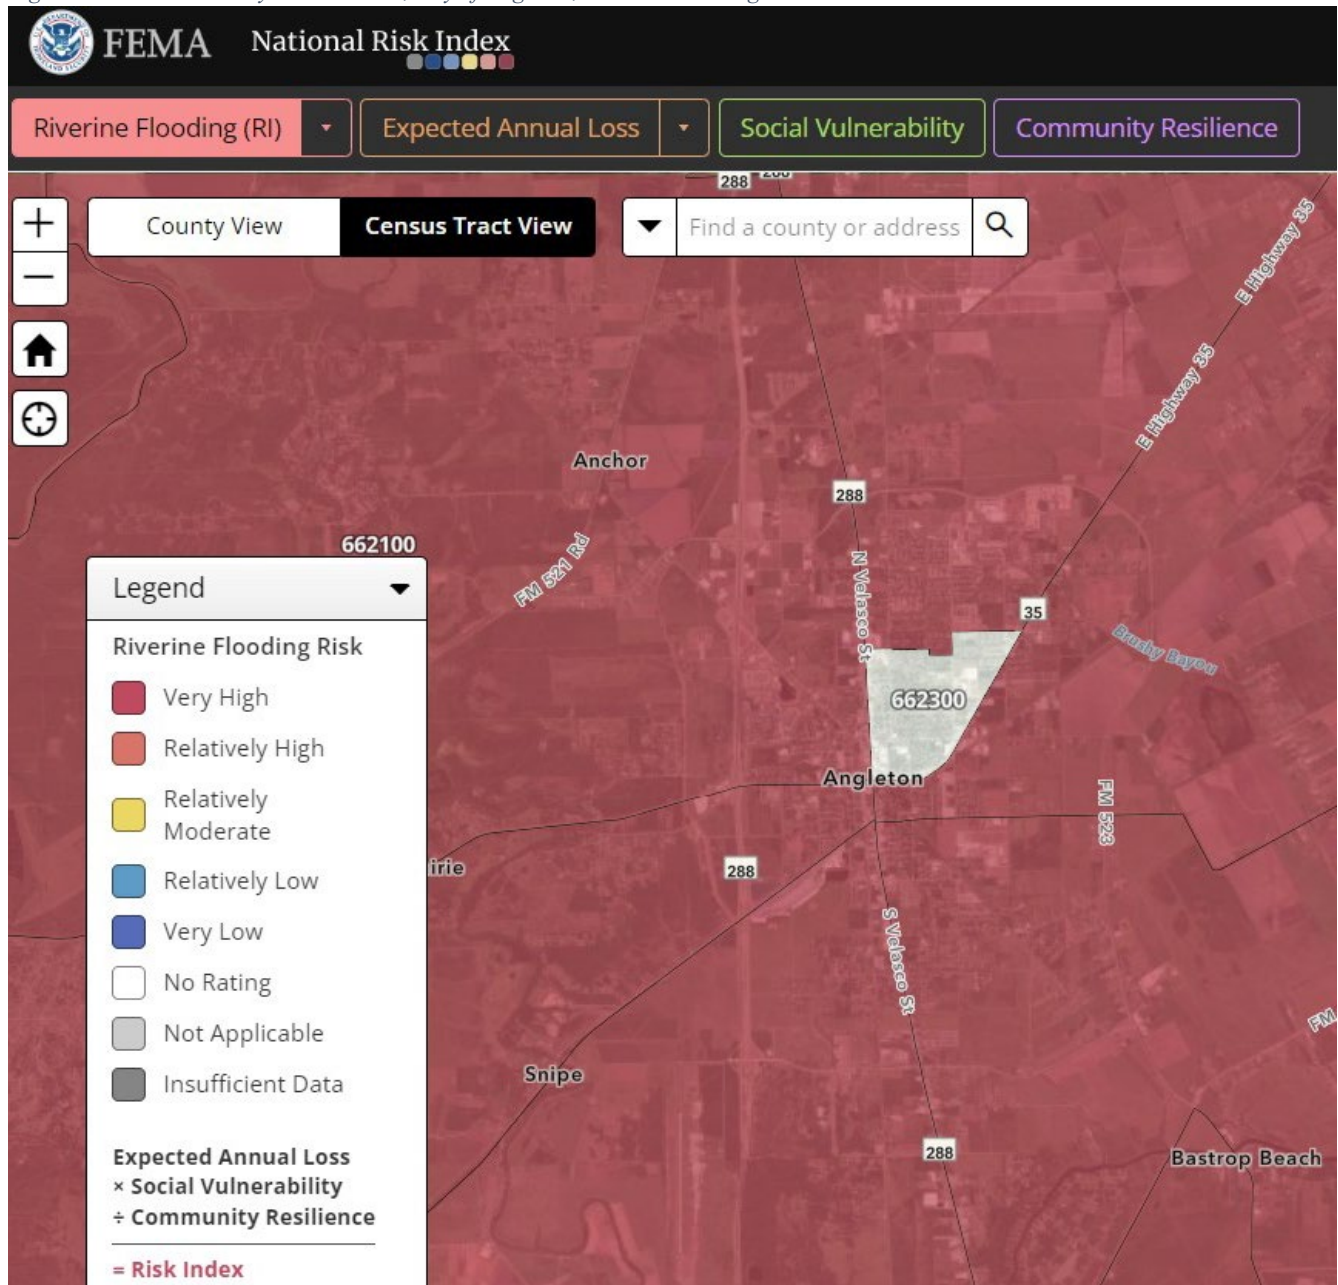 FEMA
National Risk Index
Riverine Flooding (RI)
Expected Annual Loss
Social Vulnerability
Community Resilience
288
County View
Census Tract View
Find a county or address
E Highway 35
E Highway 35
Anchor
288
662100
FM 521 Rd
N Velasco St
35
Brushy Bayou
662300
Angleton
FM 523
irie
288
S Velasco St
FM
Snipe
288
Bastrop Beach
Legend
Riverine Flooding Risk
Very High
Relatively High
Relatively
Moderate
Relatively Low
Very Low
No Rating
Not Applicable
Insufficient Data
Expected Annual Loss
× Social Vulnerability
÷ Community Resilience
= Risk Index